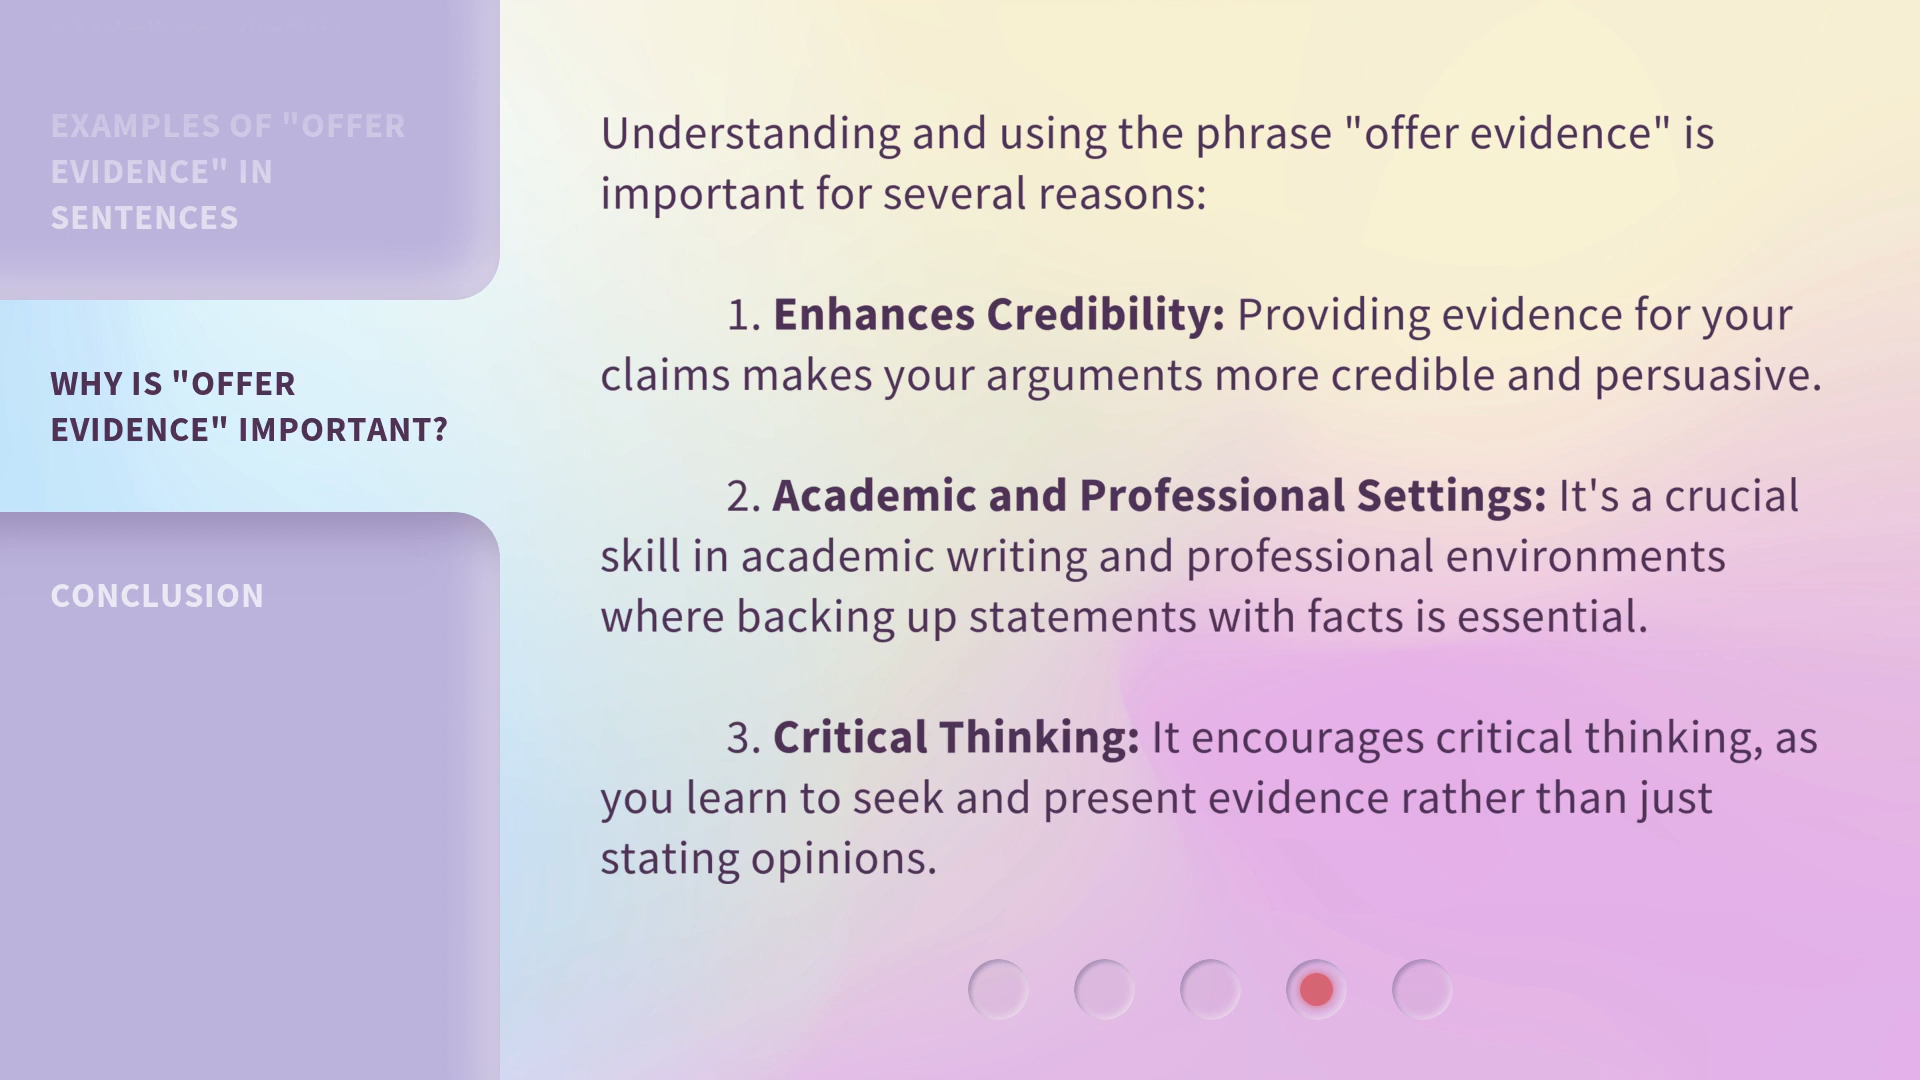 EXAMPLES OF "OFFER
EVIDENCE" IN
SENTENCES
WHY IS "OFFER
EVIDENCE" IMPORTANT?
CONCLUSION
Understanding and using the phrase "offer evidence" is
important for several reasons:
1. Enhances Credibility: Providing evidence for your
claims makes your arguments more credible and persuasive.
2. Academic and Professional Settings: It's a crucial
skill in academic writing and professional environments
where backing up statements with facts is essential.
3. Critical Thinking: It encourages critical thinking, as
you learn to seek and present evidence rather than just
stating opinions.